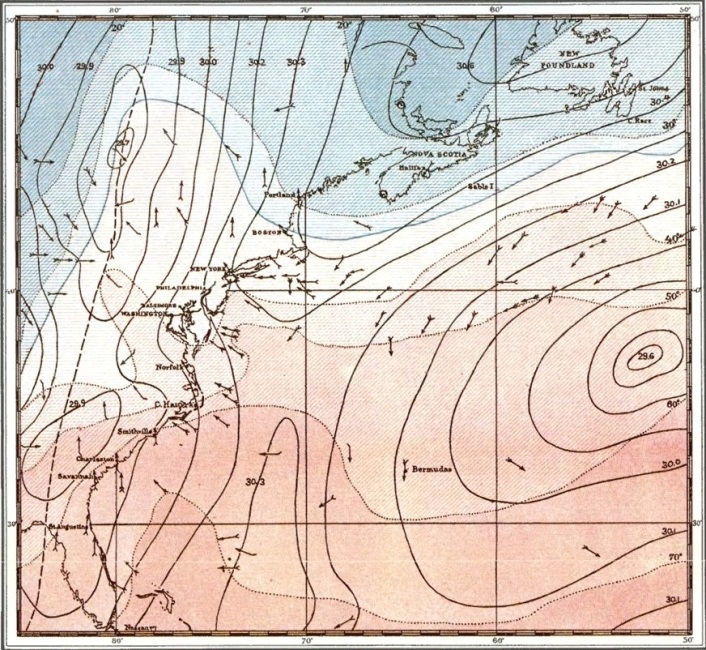 80° 70° 60° 50°
20° 20°
30.0 29.9 29.9 30.0 30.2 30.3 30.6
NEW
FOUNDLAND
St. Johns
30.4
C. Race
NOVA SCOTIA
Halifax
30.2
Sable I.
Portland
30.1
BOSTON
40°
NEW YORK
PHILADELPHIA
50°
BALTIMORE
WASHINGTON
29.6
Norfolk
29.9
C. Hatteras
60°
Smithville
Charleston
30.0
Bermudas
Savannah
30.3
30°
St. Augustine
30.1
70°
30.1
Nassau
80° 70° 60° 50°